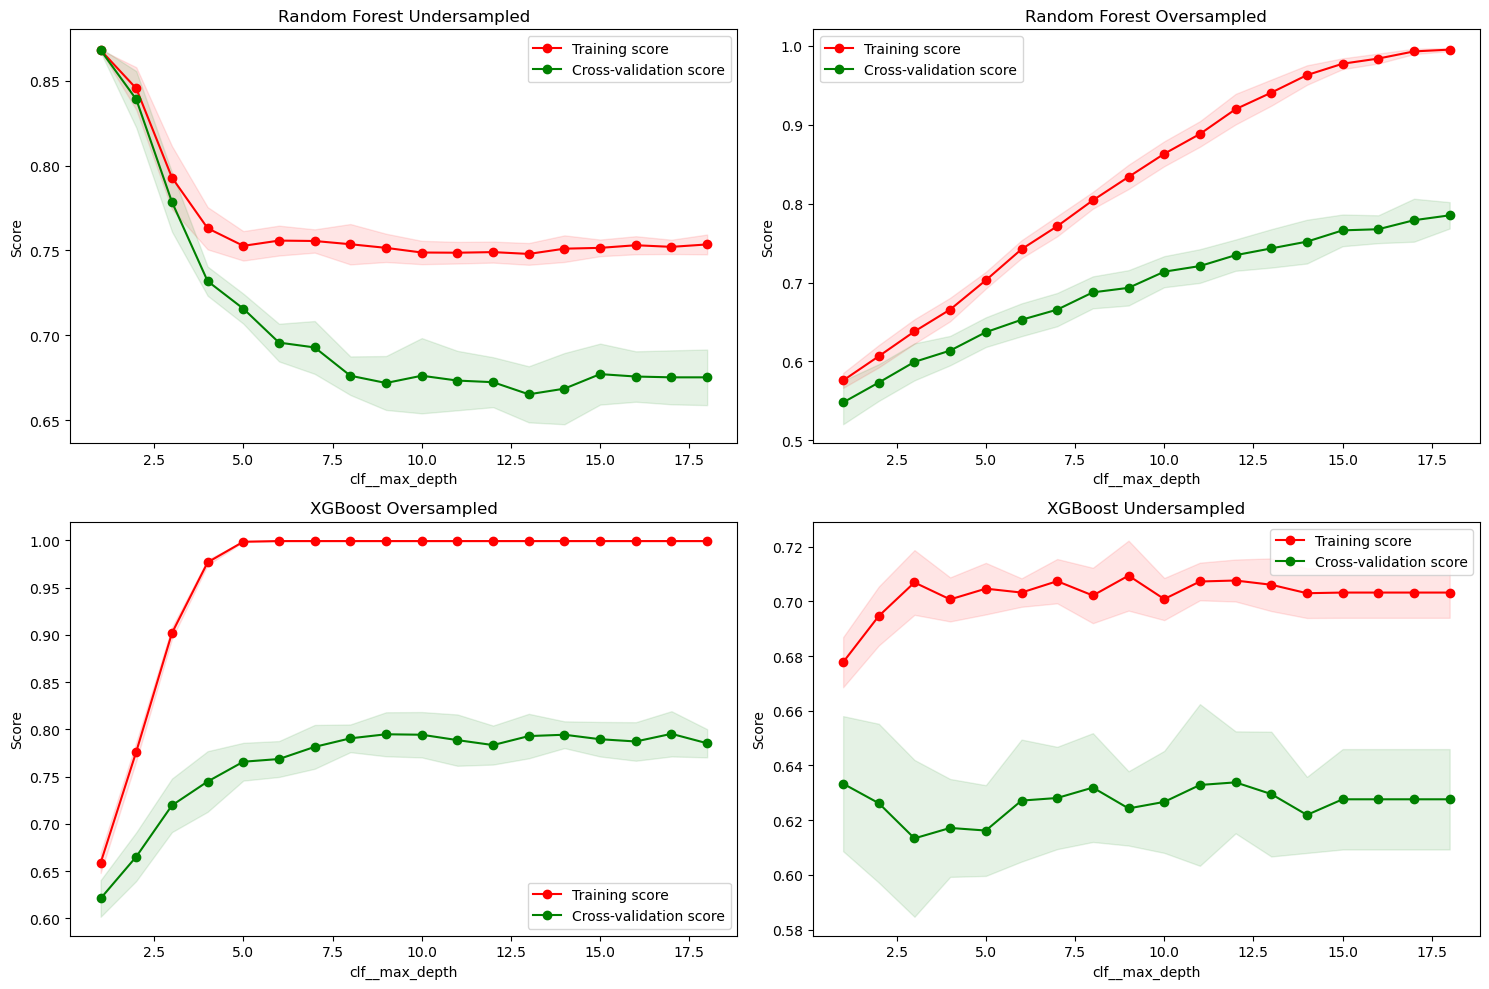 Random Forest Undersampled
Training score
Cross-validation score
0.85
0.80
0.75
0.70
0.65
Score
2.5 5.0 7.5 10.0 12.5 15.0 17.5
clf__max_depth
Random Forest Oversampled
Training score
Cross-validation score
1.0
0.9
0.8
0.7
0.6
0.5
Score
2.5 5.0 7.5 10.0 12.5 15.0 17.5
clf__max_depth
XGBoost Oversampled
1.00
0.95
0.90
0.85
0.80
0.75
0.70
0.65
0.60
Score
Training score
Cross-validation score
2.5 5.0 7.5 10.0 12.5 15.0 17.5
clf__max_depth
XGBoost Undersampled
Training score
Cross-validation score
0.72
0.70
0.68
0.66
0.64
0.62
0.60
0.58
Score
2.5 5.0 7.5 10.0 12.5 15.0 17.5
clf__max_depth